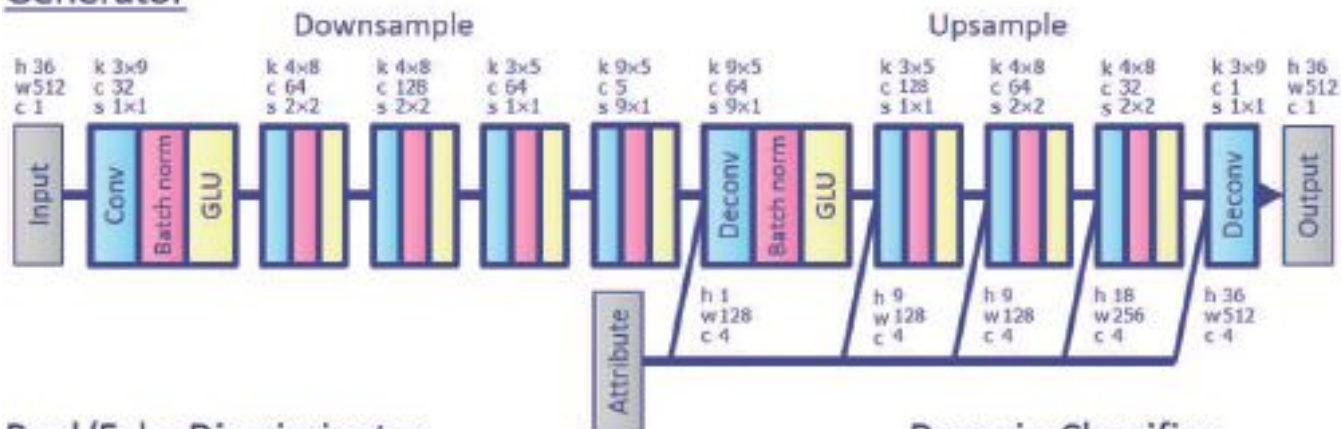 Generator
Downsample
Upsample
h 36
w 512
c 1
k 3×9
c 32
s 1×1
k 4×8
c 64
s 2×2
k 4×8
c 128
s 2×2
k 3×5
c 64
s 1×1
k 9×5
c 5
s 9×1
k 9×5
c 64
s 9×1
k 3×5
c 128
s 1×1
k 4×8
c 64
s 2×2
k 4×8
c 32
s 2×2
k 3×9
c 1
s 1×1
h 36
w 512
c 1
Input
Conv
Batch norm
GLU
Deconv
Batch norm
GLU
Deconv
Output
h 1
w 128
c 4
h 9
w 128
c 4
h 9
w 128
c 4
h 18
w 256
c 4
h 36
w 512
c 4
Attribute